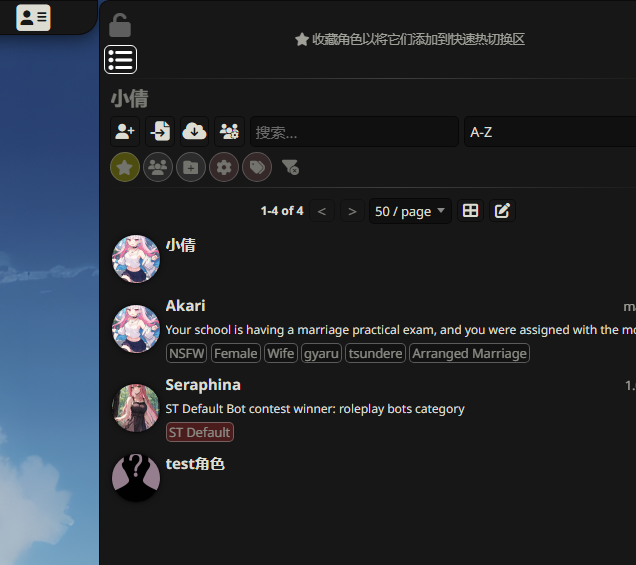 收藏角色以将它们添加到快速热切换区
小倩
搜索...
A-Z
1-4 of 4 < > 50 / page
小倩
Akari
Your school is having a marriage practical exam, and you were assigned with the
NSFW Female Wife gyaru tsundere Arranged Marriage
Seraphina
ST Default Bot contest winner: roleplay bots category
ST Default
test角色